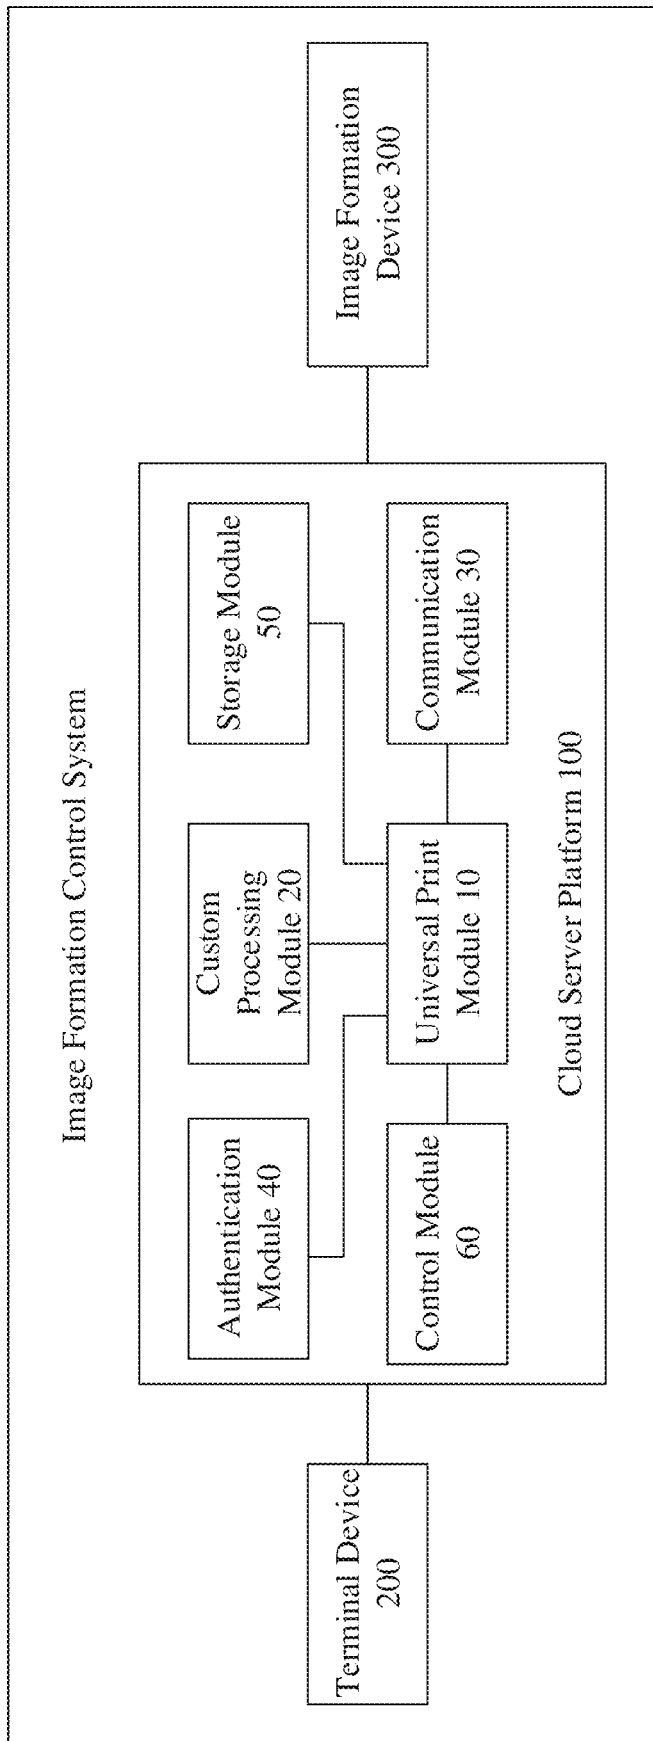 Image Formation Control System
Terminal Device
200
Authentication
Module 40
Custom
Processing
Module 20
Storage Module
50
Control Module
60
Universal Print
Module 10
Communication
Module 30
Cloud Server Platform 100
Image Formation
Device 300